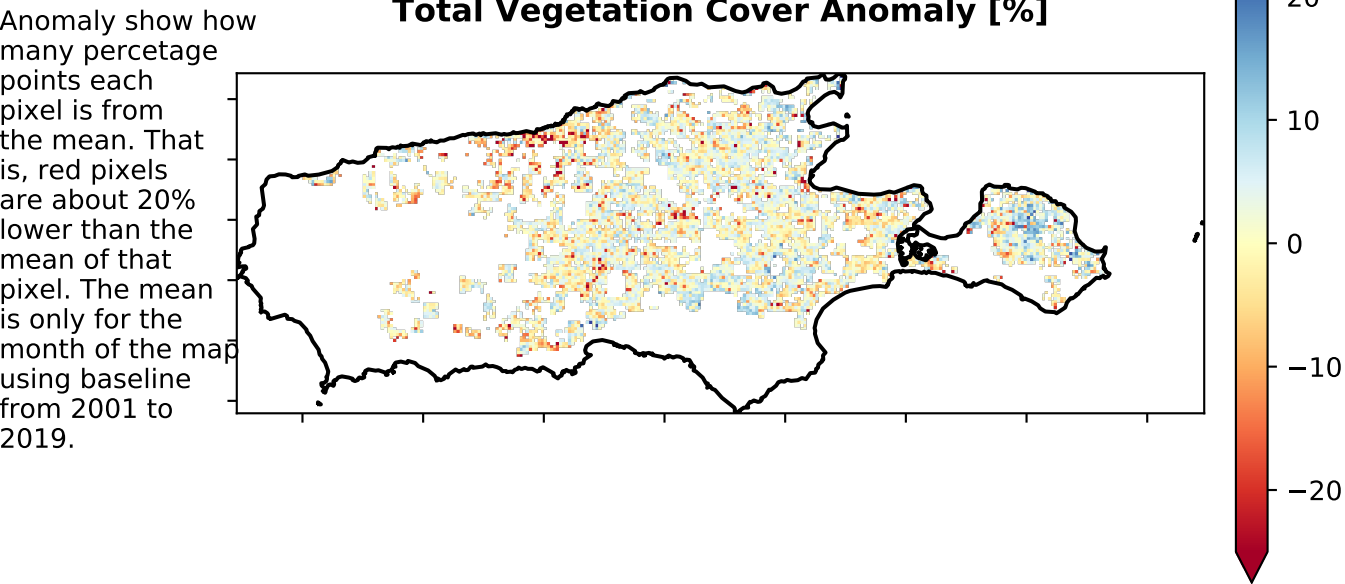 Total Vegetation Cover Anomaly [%]
Anomaly show how
many percetage
points each
pixel is from
the mean. That
is, red pixels
are about 20%
lower than the
mean of that
pixel. The mean
is only for the
month of the map
using baseline
from 2001 to
2019.
20
10
0
−10
−20